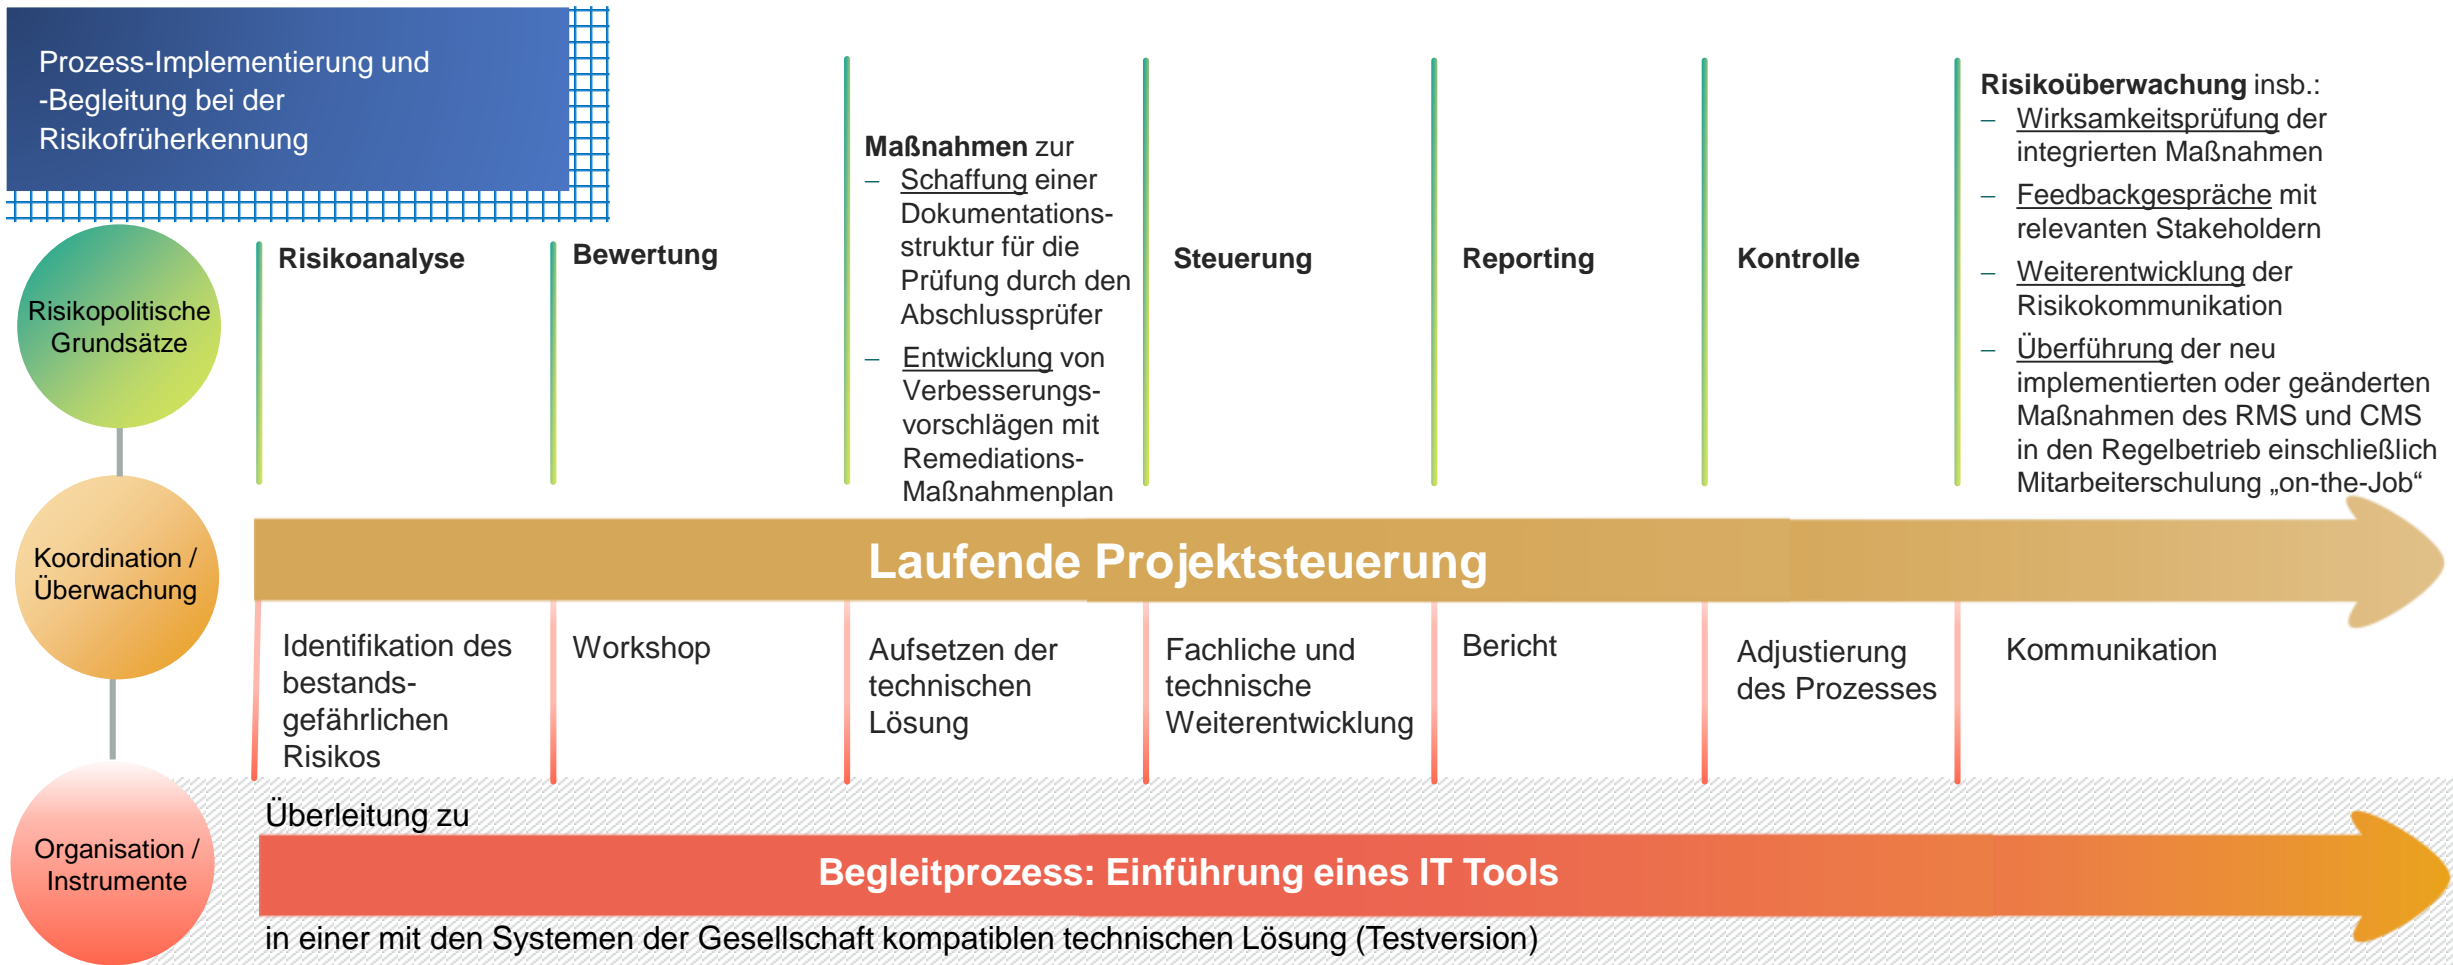 Prozess-Implementierung und
-Begleitung bei der
Risikofrüherkennung
Risikopolitische
Grundsätze
Risikoanalyse
Bewertung
Maßnahmen zur
– Schaffung einer
Dokumentations-
struktur für die
Prüfung durch den
Abschlussprüfer
– Entwicklung von
Verbesserungs-
vorschlägen mit
Remediations-
Maßnahmenplan
Steuerung
Reporting
Kontrolle
Risikoüberwachung insb.:
– Wirksamkeitsprüfung der
integrierten Maßnahmen
– Feedbackgespräche mit
relevanten Stakeholdern
– Weiterentwicklung der
Risikokommunikation
– Überführung der neu
implementierten oder geänderten
Maßnahmen des RMS und CMS
in den Regelbetrieb einschließlich
Mitarbeiterschulung „on-the-Job“
Koordination /
Überwachung
Laufende Projektsteuerung
Identifikation des
bestands-
gefährlichen
Risikos
Workshop
Aufsetzen der
technischen
Lösung
Fachliche und
technische
Weiterentwicklung
Bericht
Adjustierung
des Prozesses
Kommunikation
Organisation /
Instrumente
Überleitung zu
Begleitprozess: Einführung eines IT Tools
in einer mit den Systemen der Gesellschaft kompatiblen technischen Lösung (Testversion)